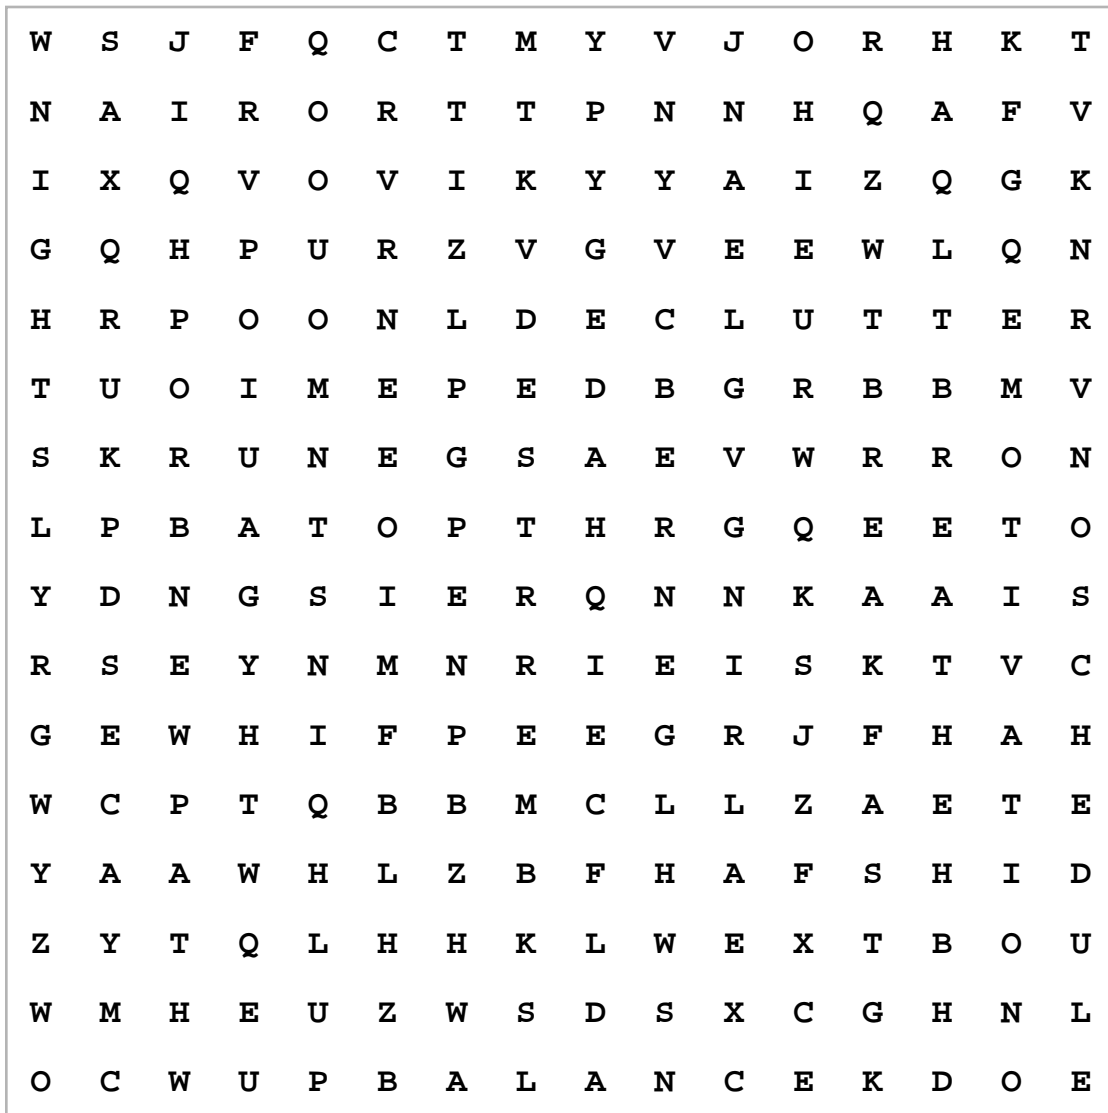 W S J F Q C T M Y V J O R H K T
N A I R O R T T P N N H Q A F V
I X Q V O V I K Y Y A I Z Q G K
G Q H P U R Z V G V E E W L Q N
H R P O O N L D E C L U T T E R
T U O I M E P E D B G R B B M V
S K R U N E G S A E V W R R O N
L P B A T O P T H R G Q E E T O
Y D N G S I E R Q N N K A A I S
R S E Y N M N R I E I S K T V C
G E W H I F P E E G R J F H A H
W C P T Q B B M C L L Z A E T E
Y A A W H L Z B F H A F S H I D
Z Y T Q L H H K L W E X T B O U
W M H E U Z W S D S X C G H N L
O C W U P B A L A N C E K D O E